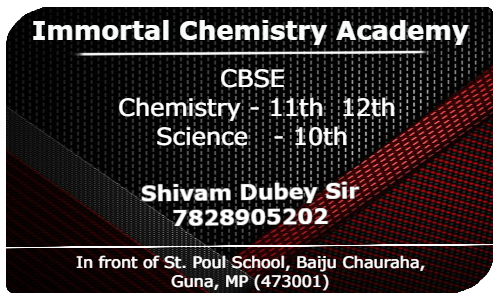 Immortal Chemistry Academy
CBSE
Chemistry - 11th 12th
Science - 10th
Shivam Dubey Sir
7828905202
In front of St. Poul School, Baiju Chauraha,
Guna, MP (473001)